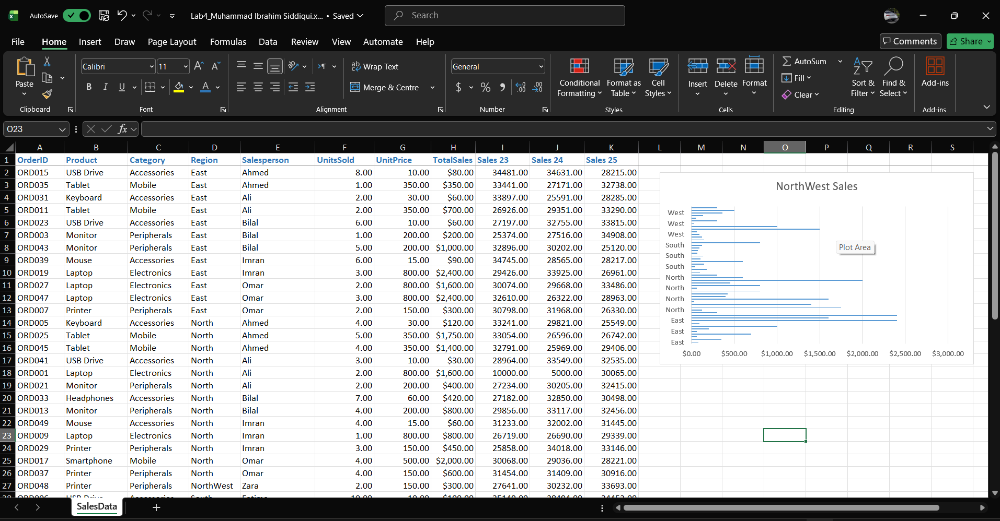 AutoSave Lab4_Muhammad Ibrahim Siddiqui.x... • Saved Search
File Home Insert Draw Page Layout Formulas Data Review View Automate Help Comments Share
Paste Calibri 11 B I U A Wrap Text Merge & Centre General $ % Conditional Formatting Format as Table Cell Styles Insert Delete Format AutoSum Fill Clear Sort & Filter Find & Select Add-ins
Clipboard Font Alignment Number Styles Cells Editing Add-ins
O23 fx
A B C D E F G H I J K L M N O P Q R S
1 OrderID Product Category Region Salesperson UnitsSold UnitPrice TotalSales Sales 23 Sales 24 Sales 25
2 ORD015 USB Drive Accessories East Ahmed 8.00 10.00 $80.00 34481.00 34631.00 28215.00
3 ORD035 Tablet Mobile East Ahmed 1.00 350.00 $350.00 33441.00 27171.00 32738.00
4 ORD031 Keyboard Accessories East Ali 2.00 30.00 $60.00 33897.00 25591.00 28285.00
5 ORD011 Tablet Mobile East Ali 2.00 350.00 $700.00 26926.00 29351.00 33290.00
6 ORD023 USB Drive Accessories East Bilal 6.00 10.00 $60.00 27197.00 32755.00 33815.00
7 ORD003 Monitor Peripherals East Bilal 1.00 200.00 $200.00 25374.00 27516.00 34908.00
8 ORD043 Monitor Peripherals East Bilal 5.00 200.00 $1,000.00 32896.00 30202.00 25120.00
9 ORD039 Mouse Accessories East Imran 6.00 15.00 $90.00 34745.00 28565.00 28217.00
10 ORD019 Laptop Electronics East Imran 3.00 800.00 $2,400.00 29426.00 33925.00 26961.00
11 ORD027 Laptop Electronics East Omar 2.00 800.00 $1,600.00 30074.00 29668.00 33486.00
12 ORD047 Laptop Electronics East Omar 3.00 800.00 $2,400.00 32610.00 26322.00 28963.00
13 ORD007 Printer Peripherals East Omar 2.00 150.00 $300.00 30798.00 31968.00 26330.00
14 ORD005 Keyboard Accessories North Ahmed 4.00 30.00 $120.00 33241.00 29821.00 25549.00
15 ORD025 Tablet Mobile North Ahmed 5.00 350.00 $1,750.00 33054.00 26596.00 26742.00
16 ORD045 Tablet Mobile North Ahmed 4.00 350.00 $1,400.00 32791.00 25969.00 29406.00
17 ORD041 USB Drive Accessories North Ali 3.00 10.00 $30.00 28964.00 33549.00 32535.00
18 ORD001 Laptop Electronics North Ali 2.00 800.00 $1,600.00 10000.00 5000.00 30065.00
19 ORD021 Monitor Peripherals North Ali 2.00 200.00 $400.00 27234.00 30205.00 32415.00
20 ORD033 Headphones Accessories North Bilal 7.00 60.00 $420.00 27182.00 32850.00 30498.00
21 ORD013 Monitor Peripherals North Bilal 4.00 200.00 $800.00 29856.00 33117.00 32456.00
22 ORD049 Mouse Accessories North Imran 4.00 15.00 $60.00 31233.00 32002.00 31445.00
23 ORD009 Laptop Electronics North Imran 1.00 800.00 $800.00 26719.00 26690.00 29339.00
24 ORD029 Printer Peripherals North Imran 3.00 150.00 $450.00 25858.00 34018.00 33146.00
25 ORD017 Smartphone Mobile North Omar 4.00 500.00 $2,000.00 30068.00 29036.00 28221.00
26 ORD037 Printer Peripherals North Omar 4.00 150.00 $600.00 31454.00 31409.00 30916.00
27 ORD048 Printer Peripherals NorthWest Zara 2.00 150.00 $300.00 27641.00 30232.00 33693.00
NorthWest Sales
West
West
West
South
Plot Area
South
South
North
North
North
North
East
East
East
$0.00 $500.00 $1,000.00 $1,500.00 $2,000.00 $2,500.00 $3,000.00
SalesData